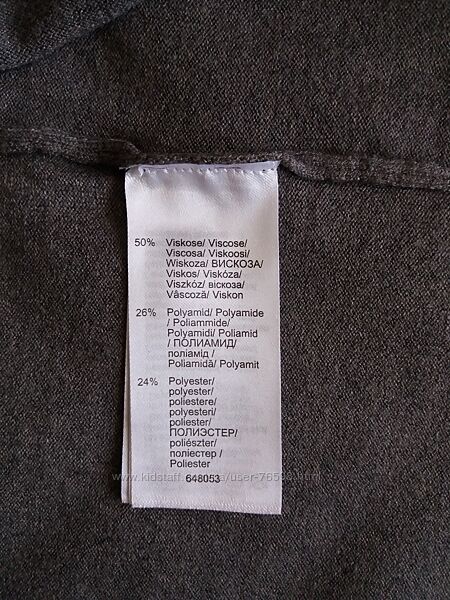 50% Viskose/ Viscose/
Viscosa/ Viskoosi/
Wiskoza/ ВИСКОЗА/
Viskos/ Viskóza/
Viszkóz/ віскоза/
Vâscoză/ Viskon
26% Polyamid/ Polyamide
/ Poliammide/
Polyamidi/ Poliamid
/ ПОЛИАМИД/
поліамід /
Poliamidă/ Polyamit
24% Polyester/
polyester/
poliestere/
polyesteri/
poliester/
ПОЛИЭСТЕР/
poliészter/
поліестер /
Poliester
648053